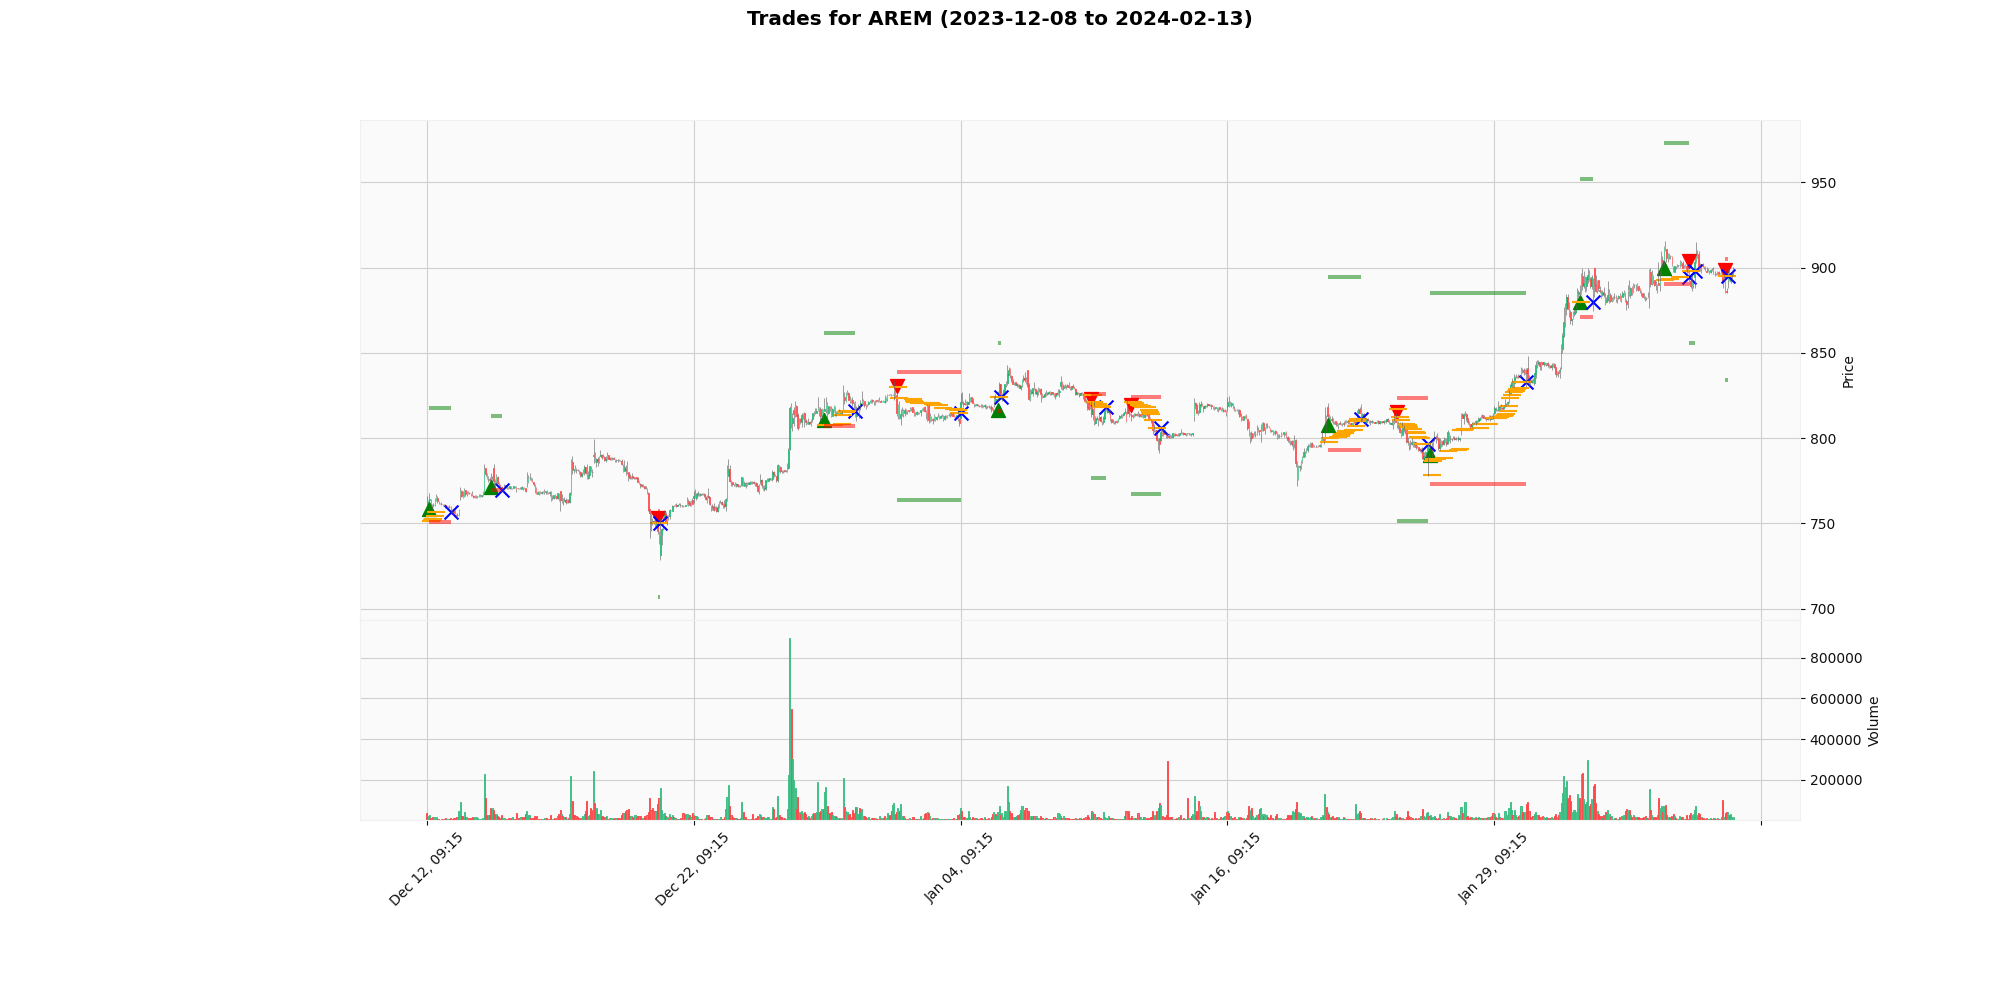 Trades for AREM (2023-12-08 to 2024-02-13)
950
900
850
800
750
700
Price
800000
600000
400000
200000
Volume
Dec 12, 09:15
Dec 22, 09:15
Jan 04, 09:15
Jan 16, 09:15
Jan 29, 09:15